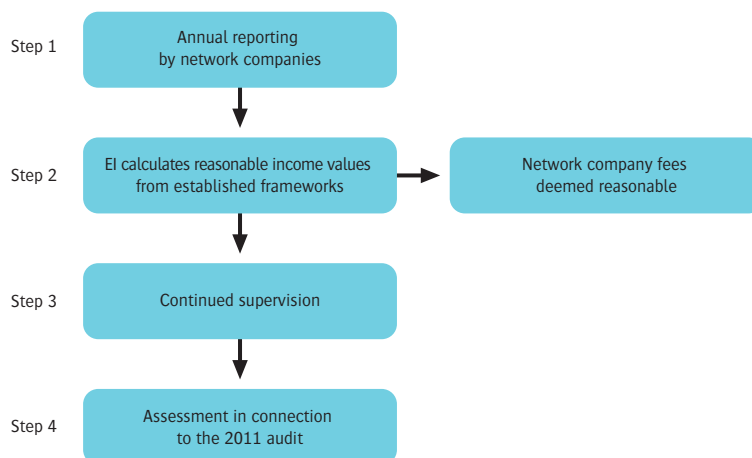 Step 1
Annual reporting
by network companies
Step 2
EI calculates reasonable income values
from established frameworks
Network company fees
deemed reasonable
Step 3
Continued supervision
Step 4
Assessment in connection
to the 2011 audit